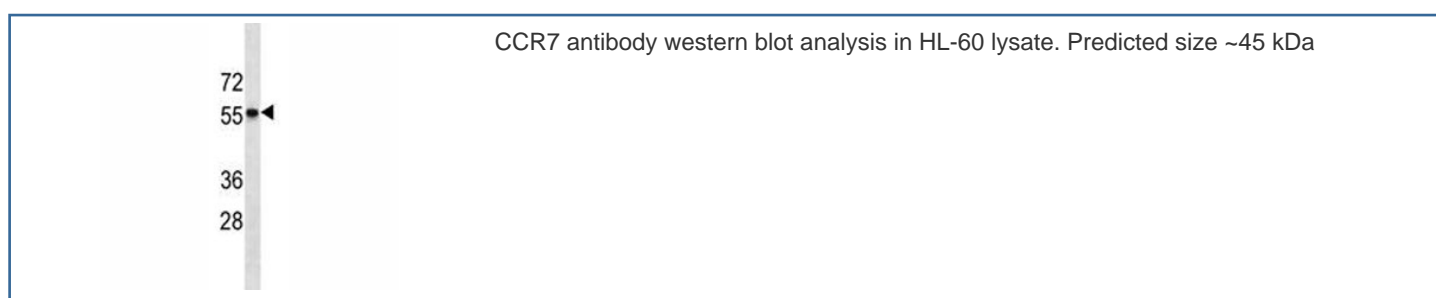 CCR7 antibody western blot analysis in HL-60 lysate. Predicted size ~45 kDa
72
55
36
28